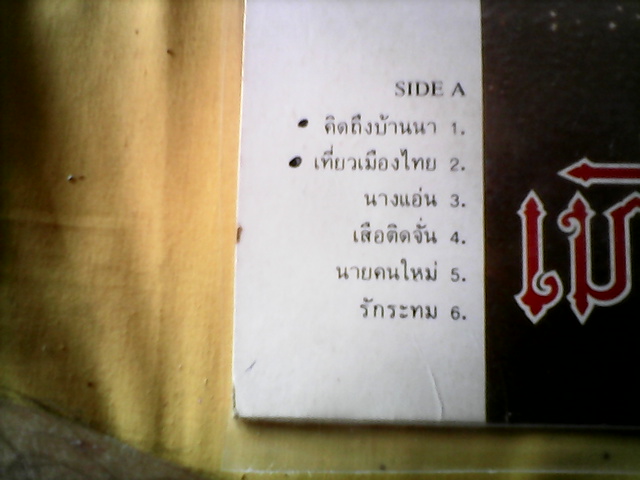 SIDE A
• คิดถึงบ้านนา 1.
• เที่ยวเมืองไทย 2.
นางแอ่น 3.
เสือติดจั่น 4.
นายคนใหม่ 5.
รักระทม 6.